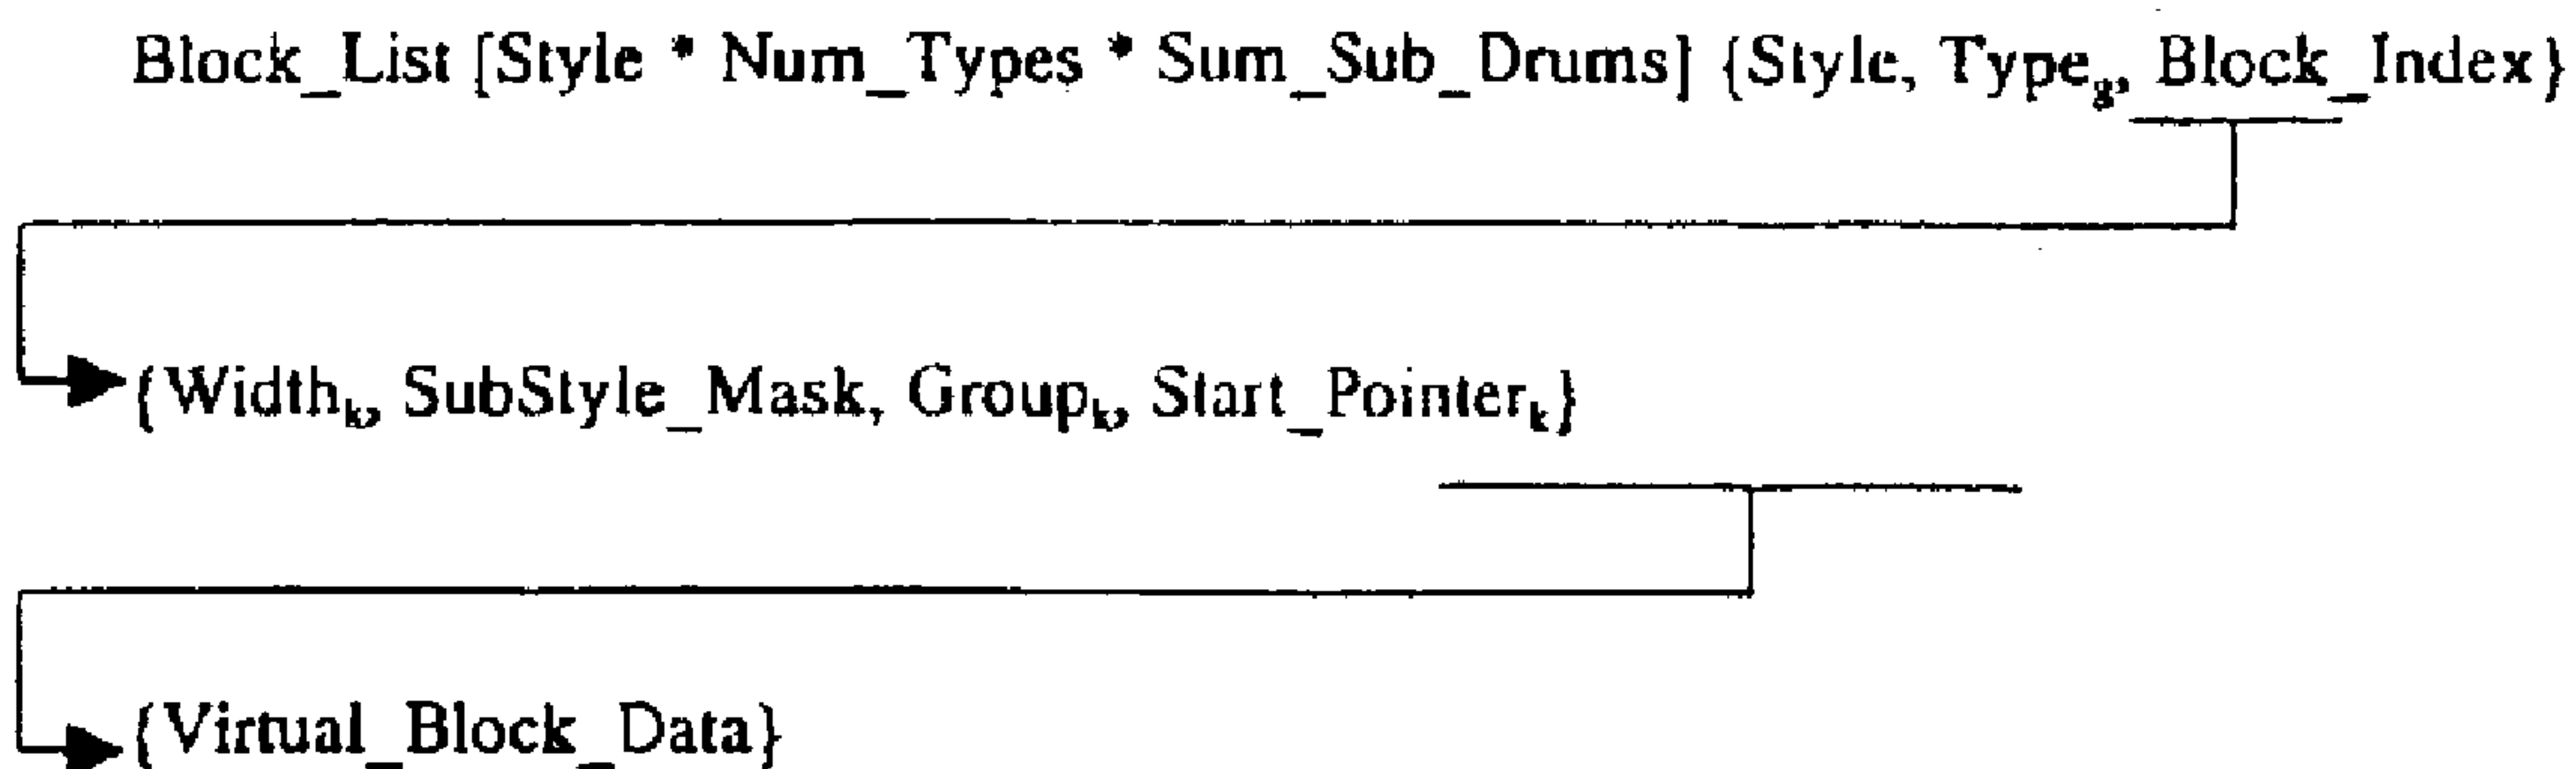 Block_List [Style * Num_Types * Sum_Sub_Drums] {Style, Type_g, Block_Index}
{Width_k, SubStyle_Mask, Group_k, Start_Pointer_k}
{Virtual_Block_Data}